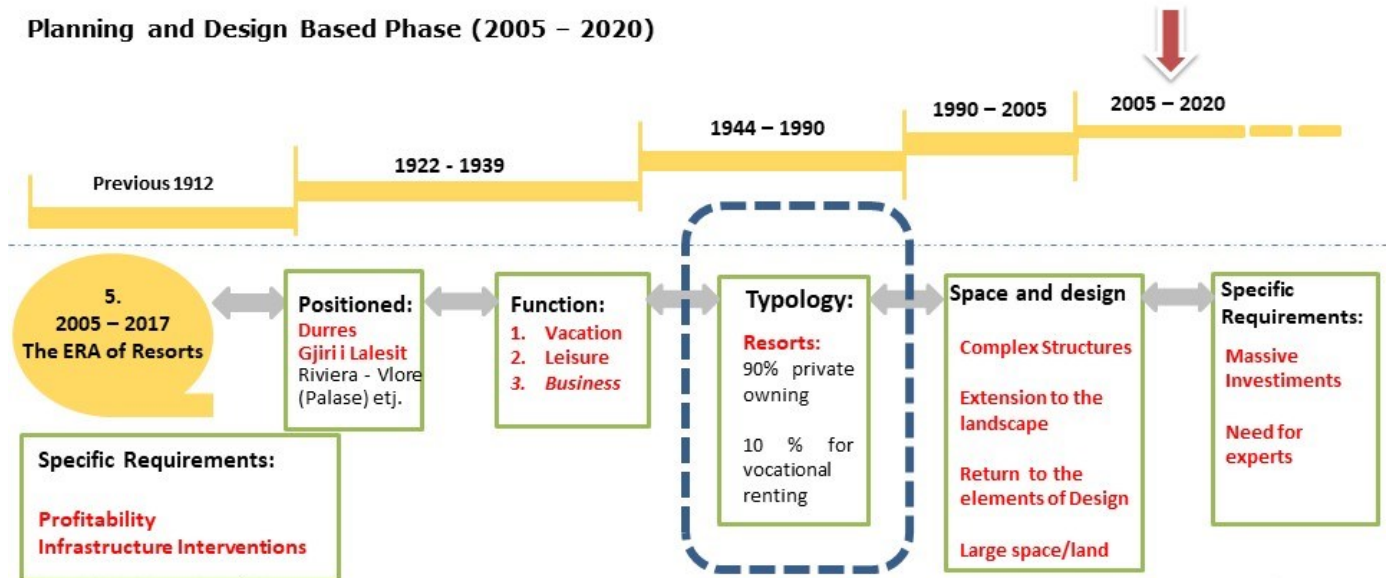 Planning and Design Based Phase (2005 – 2020)
Previous 1912
1922 - 1939
1944 – 1990
1990 – 2005
2005 – 2020
5.
2005 – 2017
The ERA of Resorts
Positioned:
Durres
Gjiri i Lalesit
Riviera - Vlore
(Palase) etj.
Function:
1. Vacation
2. Leisure
3. Business
Typology:
Resorts:
90% private
owning
10 % for
vocational
renting
Space and design
Complex Structures
Extension to the
landscape
Return to the
elements of Design
Large space/land
Specific
Requirements:
Massive
Investiments
Need for
experts
Specific Requirements:
Profitability
Infrastructure Interventions